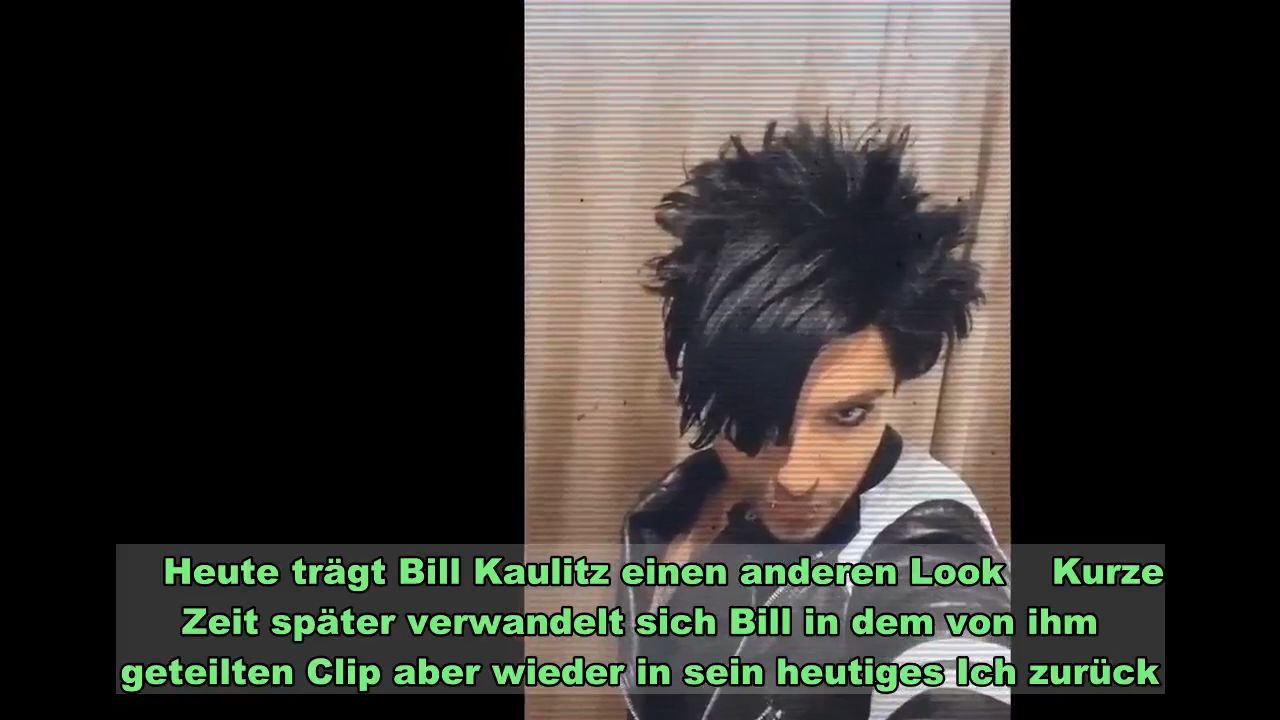 Heute trägt Bill Kaulitz einen anderen Look Kurze
Zeit später verwandelt sich Bill in dem von ihm
geteilten Clip aber wieder in sein heutiges Ich zurück